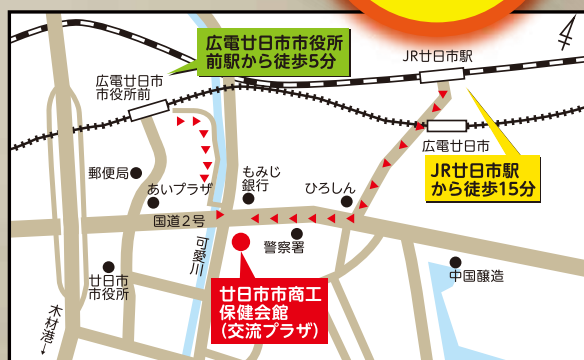 広電廿日市市役所
前駅から徒歩5分
JR廿日市駅
広電廿日市
市役所前
広電廿日市
JR廿日市駅
から徒歩15分
郵便局
あいプラザ
もみじ
銀行
ひろしん
国道2号
可愛川
警察署
廿日市
市役所
中国醸造
廿日市市商工
保健会館
(交流プラザ)
木材港→